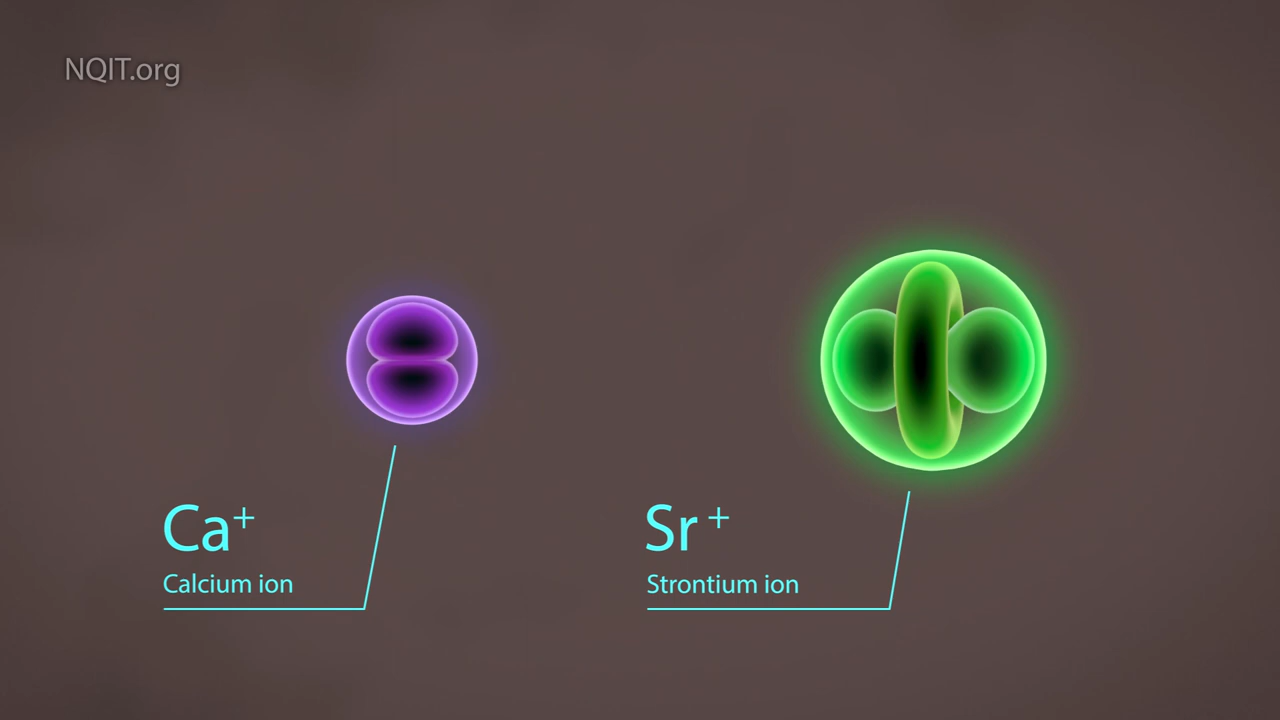 NQIT.org
Ca⁺
Calcium ion
Sr ⁺
Strontium ion